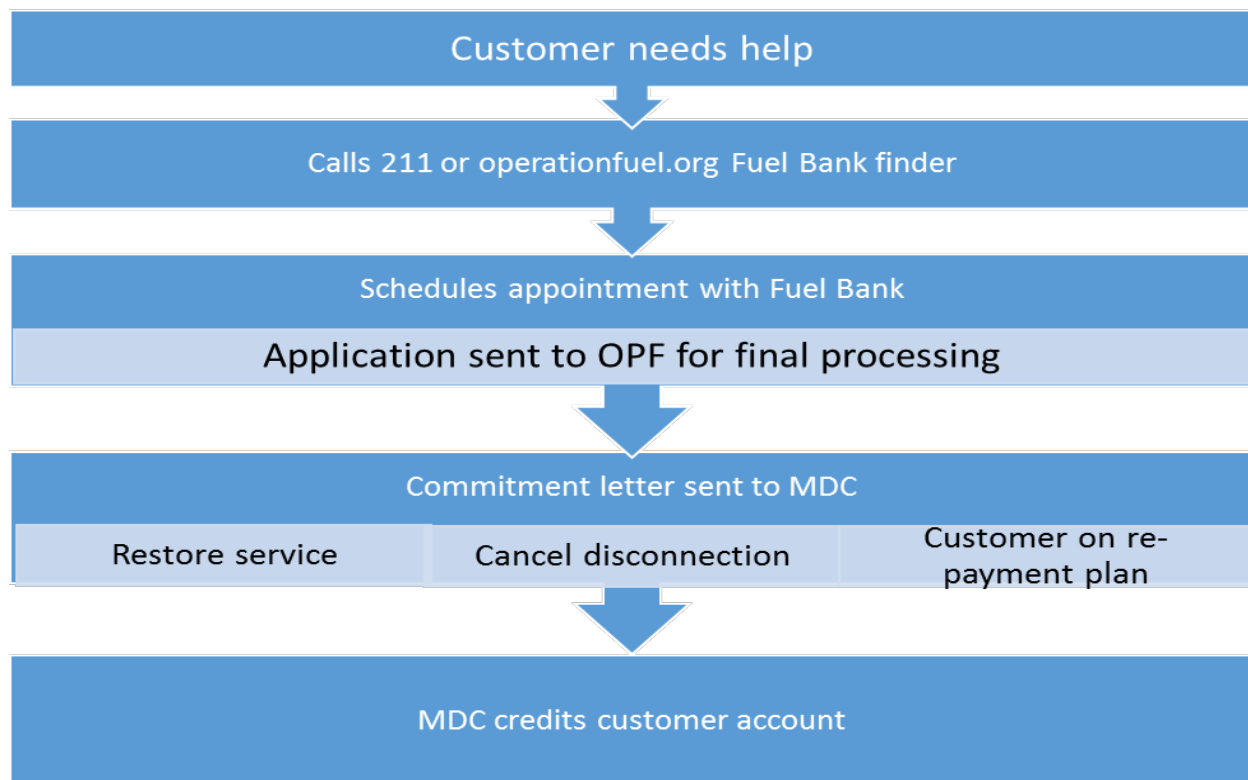 Customer needs help
Calls 211 or operationfuel.org Fuel Bank finder
Schedules appointment with Fuel Bank
Application sent to OPF for final processing
Commitment letter sent to MDC
Restore service
Cancel disconnection
Customer on re-
payment plan
MDC credits customer account